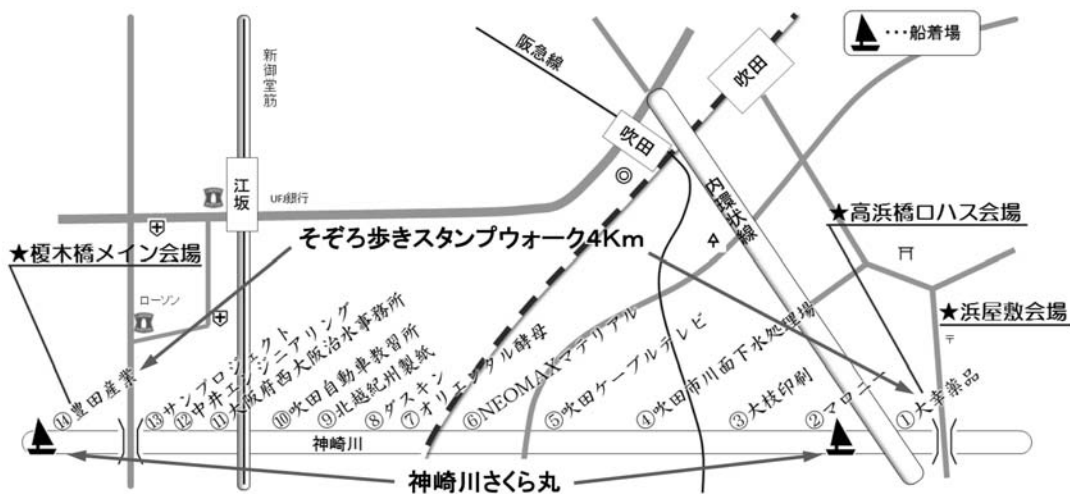 …船着場
阪急線
吹田
吹田
新御堂筋
江坂
UFJ銀行
内環状線
★高浜橋ロハス会場
★榎木橋メイン会場
そぞろ歩きスタンプウォーク4Km
ローソン
★浜屋敷会場
⑭豊田産業
⑬サンプロジェクト
⑫中井エンジニアリング
⑪大阪府西大阪治水事務所
⑩吹田自動車教習所
⑨北越紀州製紙
⑧ダスキン
⑦オリエンタル酵母
⑥NEOMAXマテリアル
⑤吹田ケーブルテレビ
④吹田市川面下水処理場
③大枝印刷
②マロニー
①大幸薬品
神崎川
神崎川さくら丸